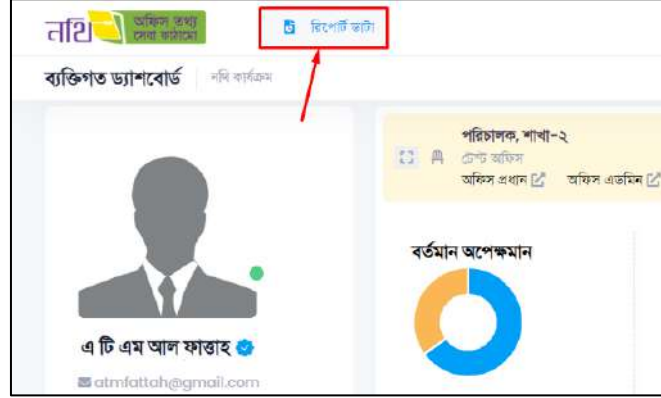 নথি
অফিস তথ্য
সেবা কাঠামো
রিপোর্ট ডাটা
ব্যক্তিগত ড্যাশবোর্ড
নথি কার্যক্রম
পরিচালক, শাখা-২
টেস্ট অফিস
অফিস প্রধান অফিস এডমিন
বর্তমান অপেক্ষমান
এ টি এম আল ফাত্তাহ
atmfattah@gmail.com